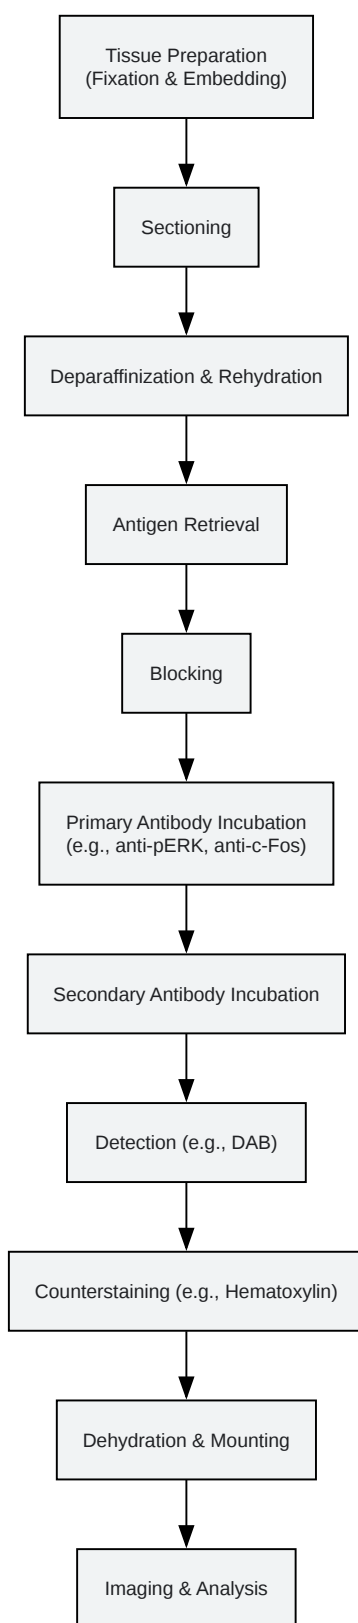 Tissue Preparation
(Fixation & Embedding)
Sectioning
Deparaffinization & Rehydration
Antigen Retrieval
Blocking
Primary Antibody Incubation
(e.g., anti-pERK, anti-c-Fos)
Secondary Antibody Incubation
Detection (e.g., DAB)
Counterstaining (e.g., Hematoxylin)
Dehydration & Mounting
Imaging & Analysis